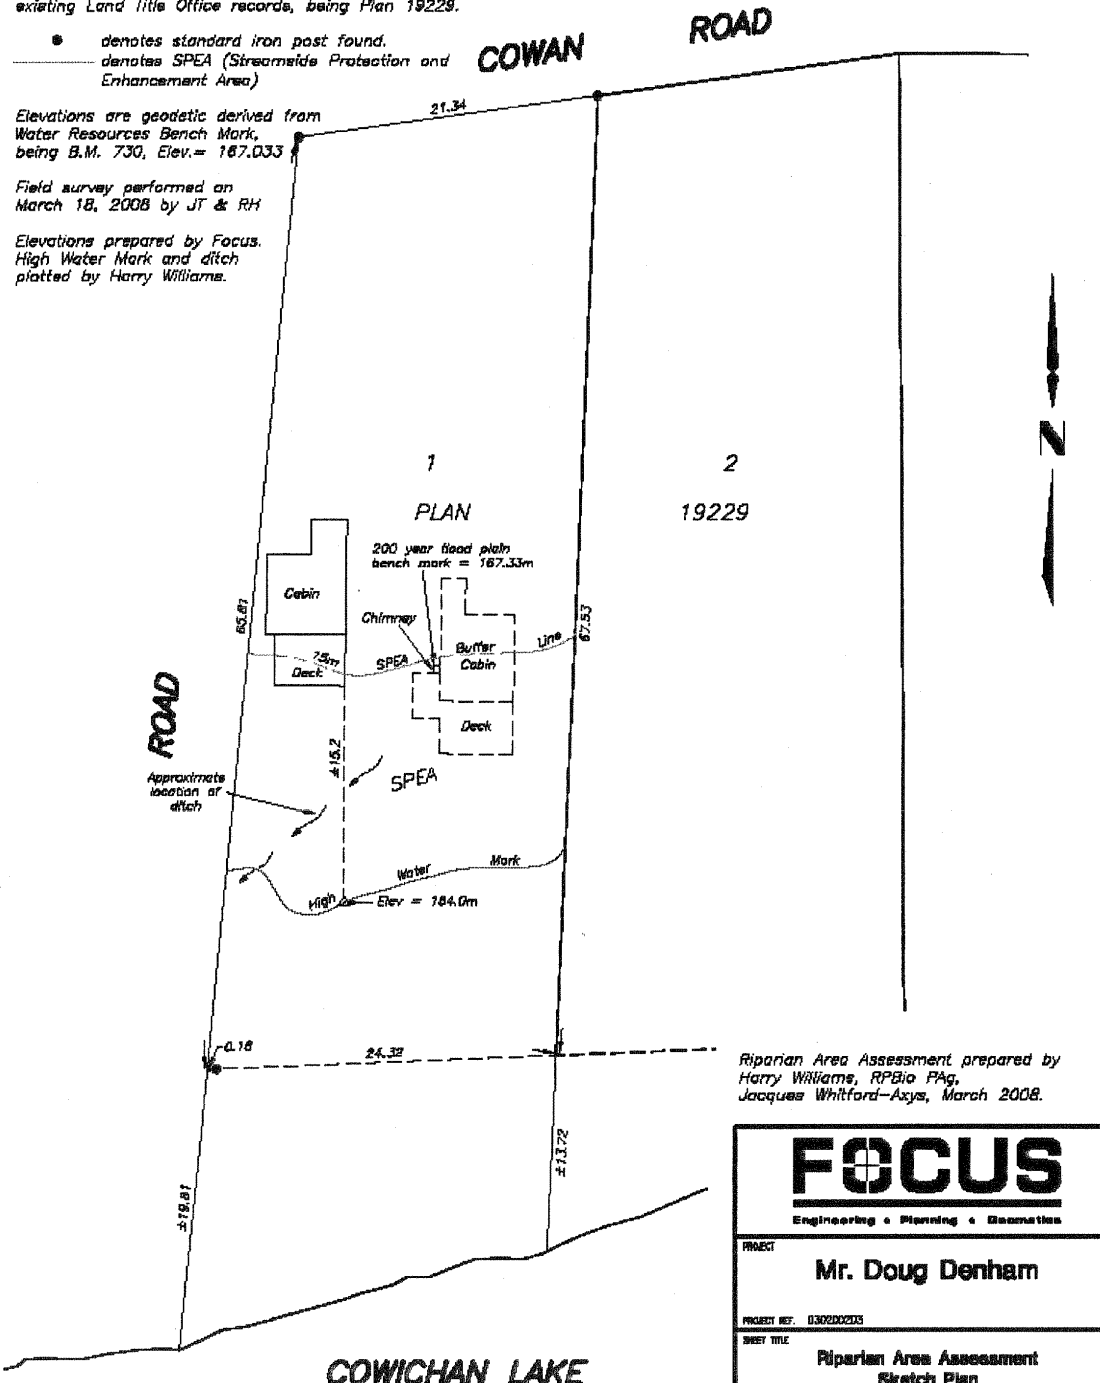 existing Land Title Office records, being Plan 19229.
denotes standard iron post found.
denotes SPEA (Streamside Protection and
Enhancement Area)
Elevations are geodetic derived from
Water Resources Bench Mark,
being B.M. 730, Elev.= 167.033
Field survey performed on
March 18, 2008 by JT & RH
Elevations prepared by Focus.
High Water Mark and ditch
plotted by Harry Williams.
COWAN ROAD
21.34
N
1
2
PLAN
19229
200 year flood plain
bench mark = 167.33m
Cabin
Chimney
65.81
67.53
15m SPEA Buffer Line
Cabin
Deck
Deck
ROAD
±15.2
SPEA
Approximate
location of
ditch
High Water Mark
Elev = 164.0m
0.18
24.32
±13.72
±19.81
COWICHAN LAKE
Riparian Area Assessment prepared by
Harry Williams, RPBio PAg,
Jacques Whitford-Axys, March 2008.
FOCUS
Engineering • Planning • Geomatics
PROJECT
Mr. Doug Denham
PROJECT REF. 030200203
SHEET TITLE
Riparian Area Assessment
Sketch Plan